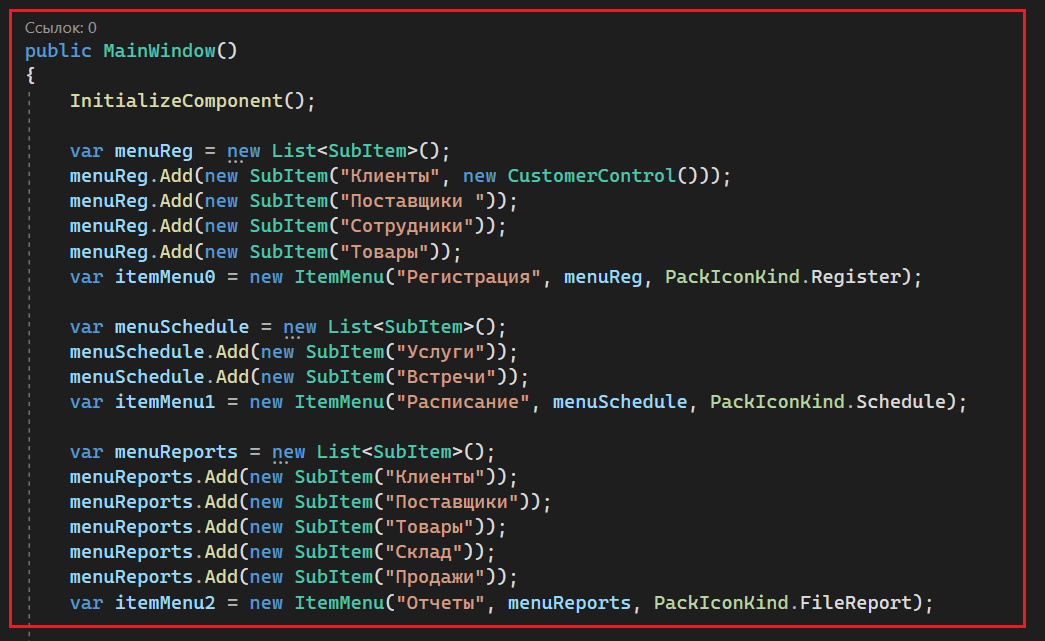 Ссылок: 0
public MainWindow()
{
InitializeComponent();
var menuReg = new List<SubItem>();
menuReg.Add(new SubItem("Клиенты", new CustomerControl()));
menuReg.Add(new SubItem("Поставщики "));
menuReg.Add(new SubItem("Сотрудники"));
menuReg.Add(new SubItem("Товары"));
var itemMenu0 = new ItemMenu("Регистрация", menuReg, PackIconKind.Register);
var menuSchedule = new List<SubItem>();
menuSchedule.Add(new SubItem("Услуги"));
menuSchedule.Add(new SubItem("Встречи"));
var itemMenu1 = new ItemMenu("Расписание", menuSchedule, PackIconKind.Schedule);
var menuReports = new List<SubItem>();
menuReports.Add(new SubItem("Клиенты"));
menuReports.Add(new SubItem("Поставщики"));
menuReports.Add(new SubItem("Товары"));
menuReports.Add(new SubItem("Склад"));
menuReports.Add(new SubItem("Продажи"));
var itemMenu2 = new ItemMenu("Отчеты", menuReports, PackIconKind.FileReport);